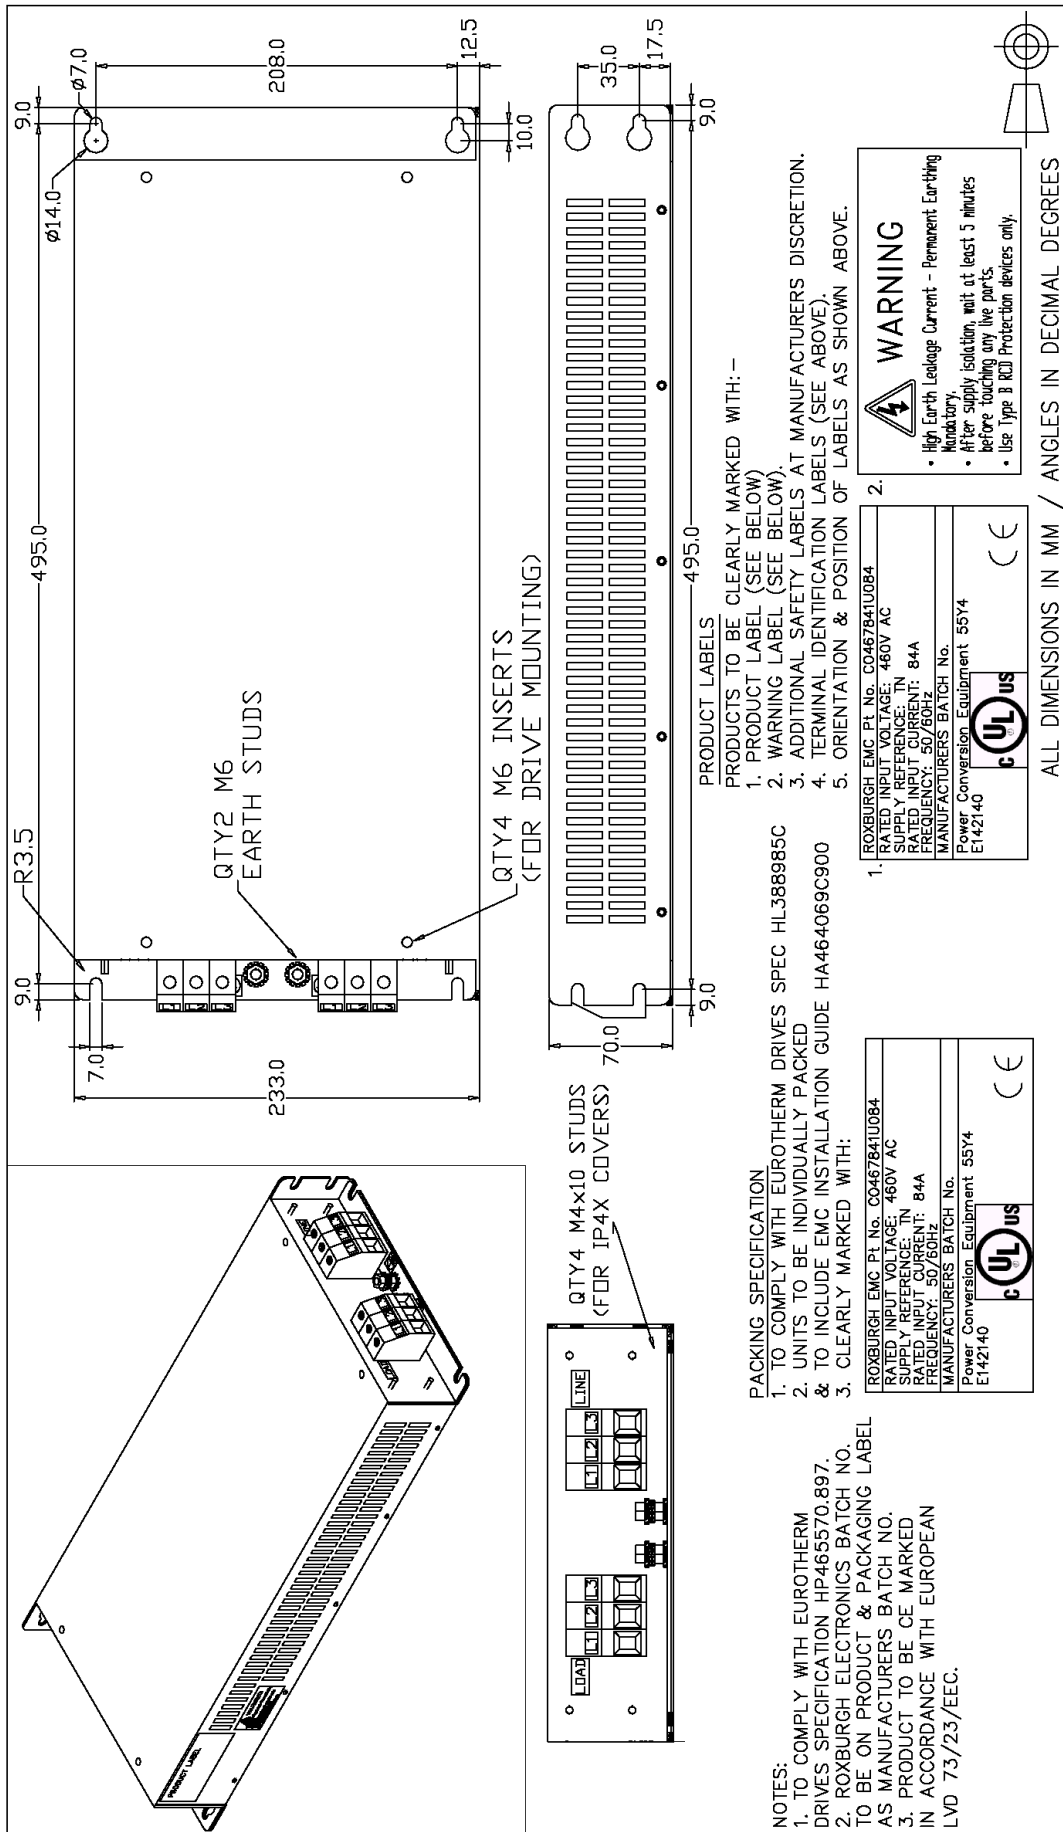 9.0
495.0
9.0
R3.5
ø14.0
ø7.0
7.0
233.0
208.0
12.5
10.0
QTY2 M6
EARTH STUDS
QTY4 M6 INSERTS
(FOR DRIVE MOUNTING)
70.0
35.0
17.5
9.0
495.0
9.0
PRODUCT LABEL
QTY4 M4x10 STUDS
(FOR IP4X COVERS)
LOAD
L1
L2
L3
L1
L2
L3
LINE
NOTES:
1. TO COMPLY WITH EUROTHERM
DRIVES SPECIFICATION HP465570.897.
2. ROXBURGH ELECTRONICS BATCH NO.
TO BE ON PRODUCT & PACKAGING LABEL
AS MANUFACTURERS BATCH NO.
3. PRODUCT TO BE CE MARKED
IN ACCORDANCE WITH EUROPEAN
LVD 73/23/EEC.
PACKING SPECIFICATION
1. TO COMPLY WITH EUROTHERM DRIVES SPEC HL388985C
2. UNITS TO BE INDIVIDUALLY PACKED
& TO INCLUDE EMC INSTALLATION GUIDE HA464069C900
3. CLEARLY MARKED WITH:
ROXBURGH EMC Pt No. CO467841U084
RATED INPUT VOLTAGE: 460V AC
SUPPLY REFERENCE: TN
RATED INPUT CURRENT: 84A
FREQUENCY: 50/60Hz
MANUFACTURERS BATCH No.
Power Conversion Equipment 55Y4
E142140
C UL US
CE
PRODUCT LABELS
PRODUCTS TO BE CLEARLY MARKED WITH:-
1. PRODUCT LABEL (SEE BELOW)
2. WARNING LABEL (SEE BELOW).
3. ADDITIONAL SAFETY LABELS AT MANUFACTURERS DISCRETION.
4. TERMINAL IDENTIFICATION LABELS (SEE ABOVE).
5. ORIENTATION & POSITION OF LABELS AS SHOWN ABOVE.
1.
ROXBURGH EMC Pt No. CO467841U084
RATED INPUT VOLTAGE: 460V AC
SUPPLY REFERENCE: TN
RATED INPUT CURRENT: 84A
FREQUENCY: 50/60Hz
MANUFACTURERS BATCH No.
Power Conversion Equipment 55Y4
E142140
C UL US
CE
2.
WARNING
• High Earth Leakage Current - Permanent Earthing
Mandatory.
• After supply isolation, wait at least 5 minutes
before touching any live parts.
• Use Type B RCD Protection devices only.
ALL DIMENSIONS IN MM / ANGLES IN DECIMAL DEGREES